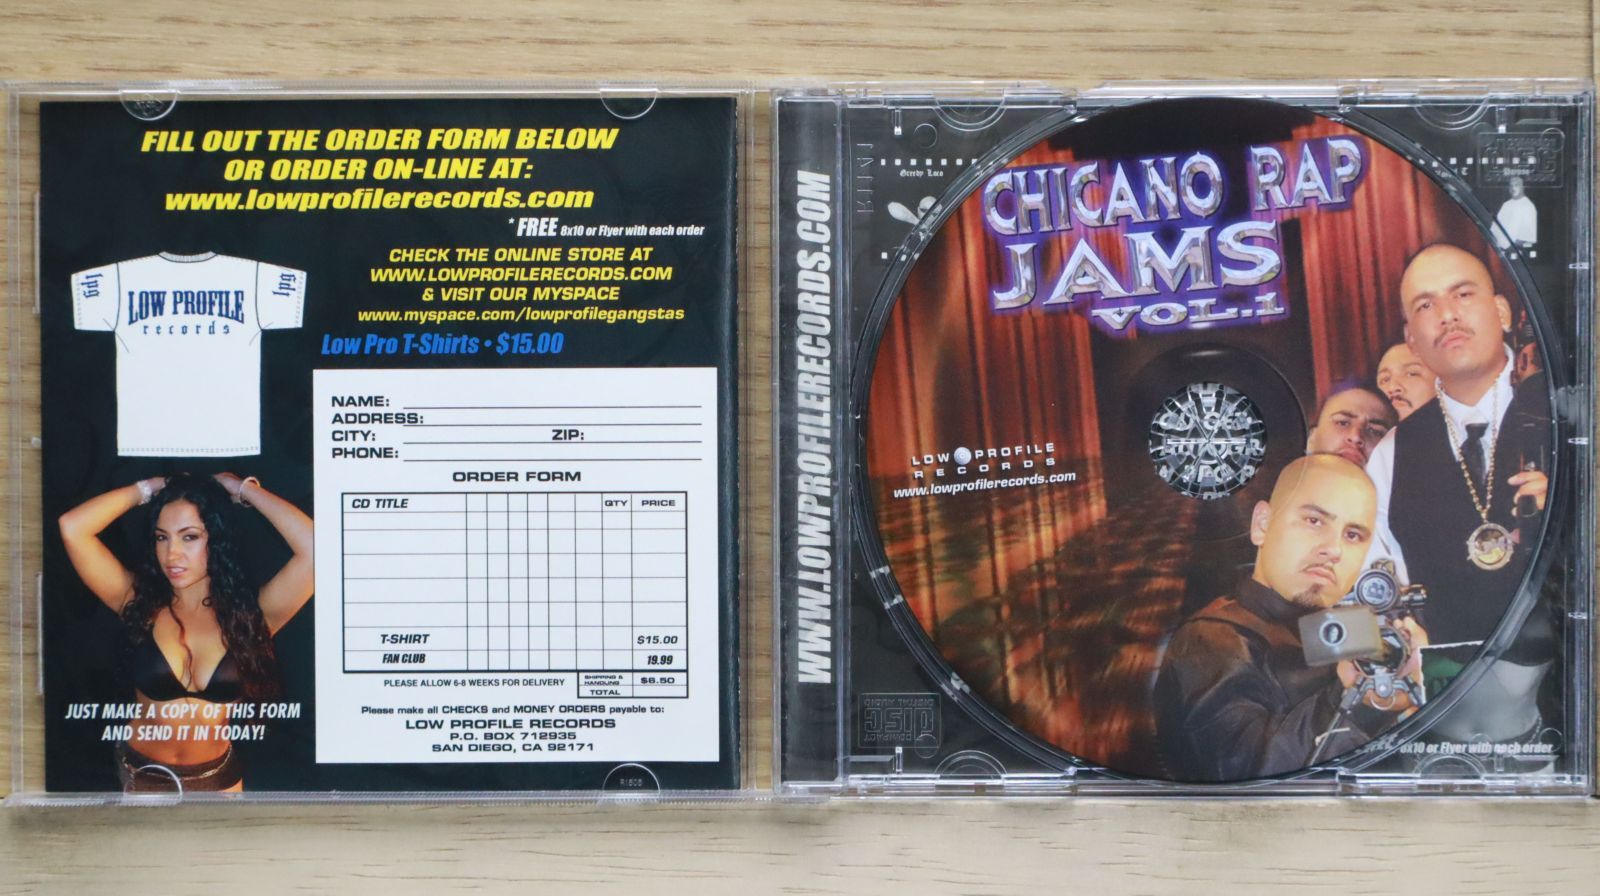 FILL OUT THE ORDER FORM BELOW
OR ORDER ON-LINE AT:
www.lowprofilerecords.com
* FREE 8x10 or Flyer with each order
CHECK THE ONLINE STORE AT
WWW.LOWPROFILERECORDS.COM
& VISIT OUR MYSPACE
www.myspace.com/lowprofilegangstas
Low Pro T-Shirts • $15.00
lpg
LOW PROFILE
records
lpg
NAME:
ADDRESS:
CITY: ZIP:
PHONE:
ORDER FORM
CD TITLE QTY PRICE
T-SHIRT $15.00
FAN CLUB 19.99
PLEASE ALLOW 6-8 WEEKS FOR DELIVERY
SHIPPING & HANDLING $6.50
TOTAL
Please make all CHECKS and MONEY ORDERS payable to:
LOW PROFILE RECORDS
P.O. BOX 712935
SAN DIEGO, CA 92171
JUST MAKE A COPY OF THIS FORM
AND SEND IT IN TODAY!
WWW.LOWPROFILERECORDS.COM
Greedy Loco
CHICANO RAP
JAMS
VOL.1
LOW PROFILE
RECORDS
www.lowprofilerecords.com
COMPACT
DISC
DIGITAL AUDIO
8x10 or Flyer with each order